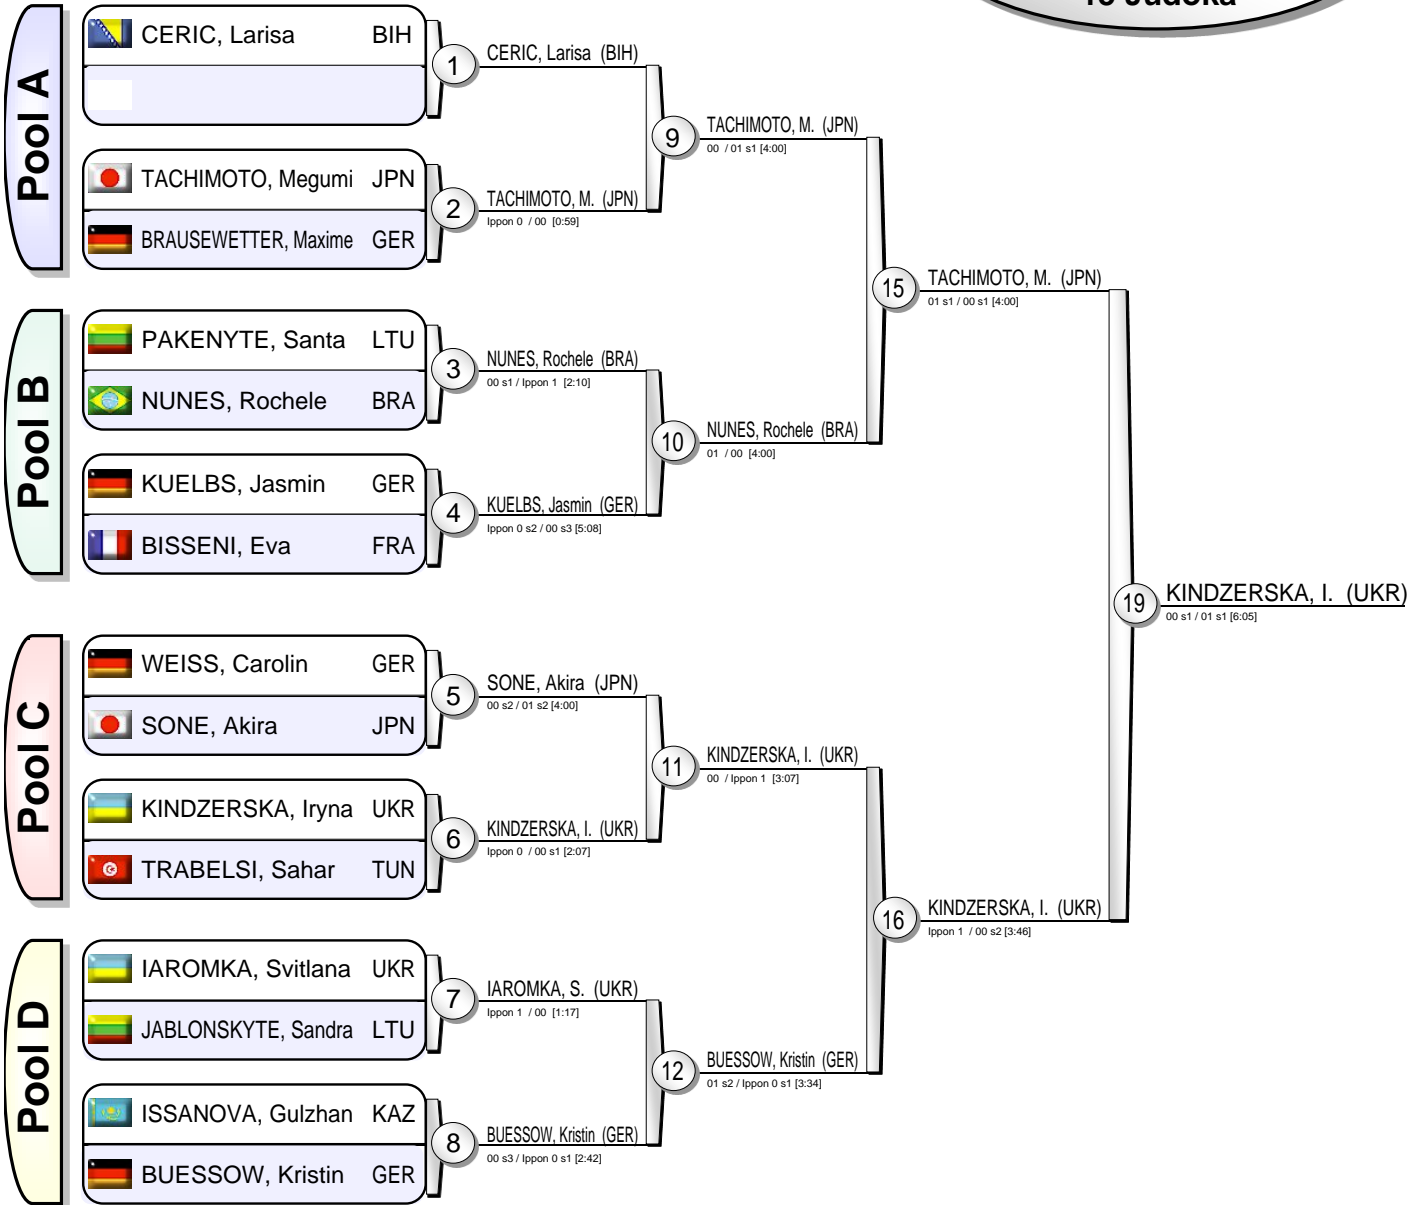 15 Judoka
Pool A
CERIC, Larisa BIH
1
CERIC, Larisa (BIH)
TACHIMOTO, Megumi JPN
BRAUSEWETTER, Maxime GER
2
TACHIMOTO, M. (JPN)
Ippon 0 / 00 [0:59]
9
TACHIMOTO, M. (JPN)
00 / 01 s1 [4:00]
Pool B
PAKENYTE, Santa LTU
NUNES, Rochele BRA
3
NUNES, Rochele (BRA)
00 s1 / Ippon 1 [2:10]
KUELBS, Jasmin GER
BISSENI, Eva FRA
4
KUELBS, Jasmin (GER)
Ippon 0 s2 / 00 s3 [5:08]
10
NUNES, Rochele (BRA)
01 / 00 [4:00]
15
TACHIMOTO, M. (JPN)
01 s1 / 00 s1 [4:00]
Pool C
WEISS, Carolin GER
SONE, Akira JPN
5
SONE, Akira (JPN)
00 s2 / 01 s2 [4:00]
KINDZERSKA, Iryna UKR
TRABELSI, Sahar TUN
6
KINDZERSKA, I. (UKR)
Ippon 0 / 00 s1 [2:07]
11
KINDZERSKA, I. (UKR)
00 / Ippon 1 [3:07]
Pool D
IAROMKA, Svitlana UKR
JABLONSKYTE, Sandra LTU
7
IAROMKA, S. (UKR)
Ippon 1 / 00 [1:17]
ISSANOVA, Gulzhan KAZ
BUESSOW, Kristin GER
8
BUESSOW, Kristin (GER)
00 s3 / Ippon 0 s1 [2:42]
12
BUESSOW, Kristin (GER)
01 s2 / Ippon 0 s1 [3:34]
16
KINDZERSKA, I. (UKR)
Ippon 1 / 00 s2 [3:46]
19
KINDZERSKA, I. (UKR)
00 s1 / 01 s1 [6:05]